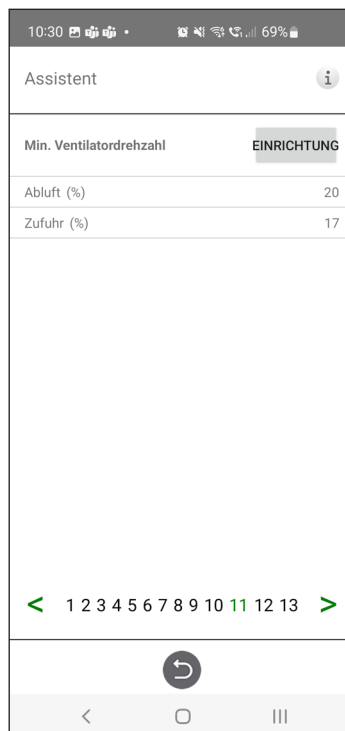 10:30 69%
Assistent i
Min. Ventilatordrehzahl EINRICHTUNG
Abluft (%) 20
Zufuhr (%) 17
< 1 2 3 4 5 6 7 8 9 10 11 12 13 >